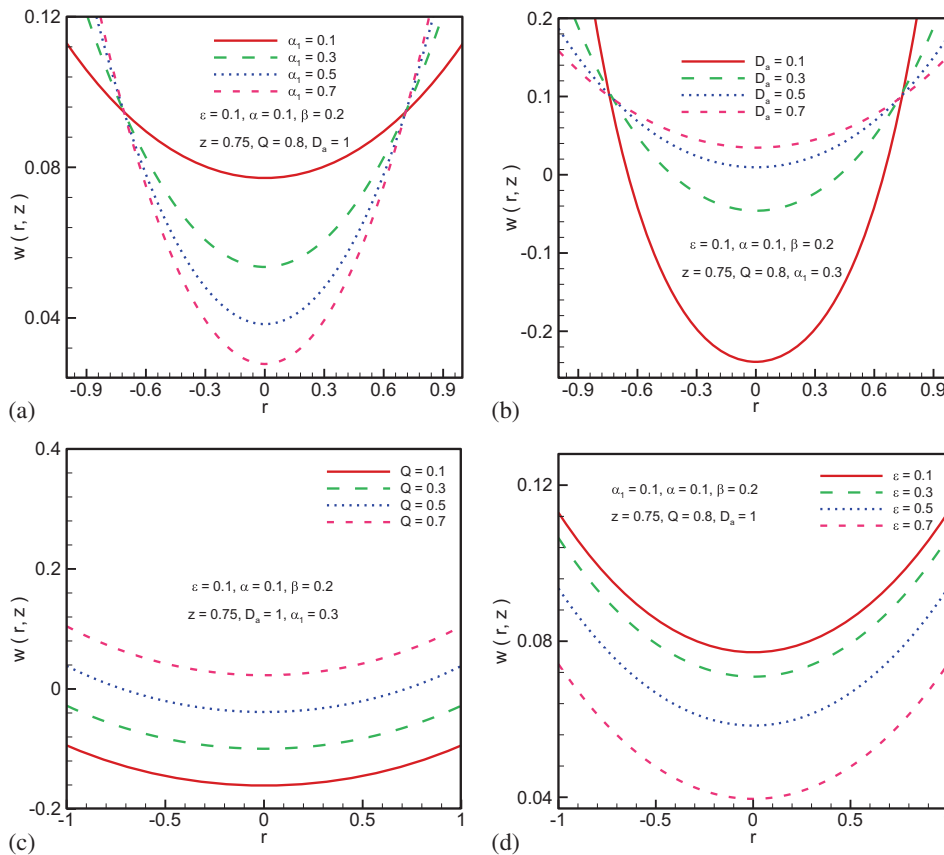 0.12
0.08
0.04
w ( r, z )
α₁ = 0.1
α₁ = 0.3
α₁ = 0.5
α₁ = 0.7
ε = 0.1, α = 0.1, β = 0.2
z = 0.75, Q = 0.8, Dₐ = 1
-0.9 -0.6 -0.3 0 0.3 0.6 0.9
r
(a)
0.2
0.1
0
-0.1
-0.2
w ( r, z )
Dₐ = 0.1
Dₐ = 0.3
Dₐ = 0.5
Dₐ = 0.7
ε = 0.1, α = 0.1, β = 0.2
z = 0.75, Q = 0.8, α₁ = 0.3
-0.9 -0.6 -0.3 0 0.3 0.6 0.9
r
(b)
0.4
0.2
0
-0.2
w ( r, z )
Q = 0.1
Q = 0.3
Q = 0.5
Q = 0.7
ε = 0.1, α = 0.1, β = 0.2
z = 0.75, Dₐ = 1, α₁ = 0.3
-1 -0.5 0 0.5 1
r
(c)
0.12
0.08
0.04
w ( r, z )
α₁ = 0.1, α = 0.1, β = 0.2
z = 0.75, Q = 0.8, Dₐ = 1
ε = 0.1
ε = 0.3
ε = 0.5
ε = 0.7
-1 -0.5 0 0.5
r
(d)